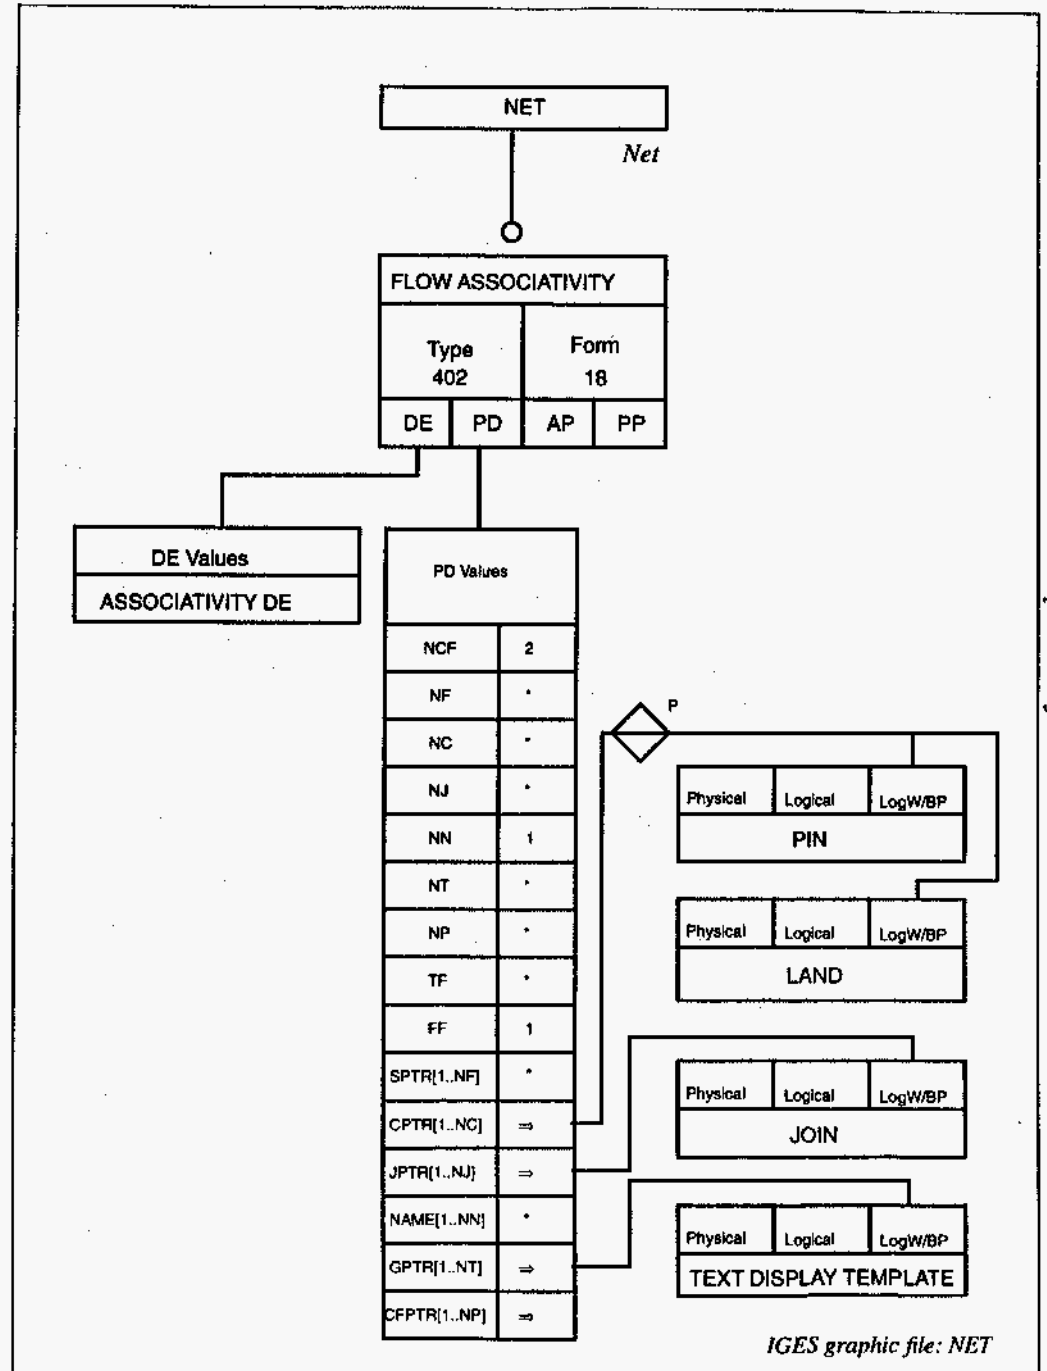 NET
Net
FLOW ASSOCIATIVITY
Type
402
Form
18
DE PD AP PP
DE Values
ASSOCIATIVITY DE
PD Values
NCF 2
NF *
NC *
NJ *
NN 1
NT *
NP *
TF *
FF 1
SPTR[1..NF] *
CPTR[1..NC] ⇒
JPTR[1..NJ] ⇒
NAME[1..NN] *
GPTR[1..NT] ⇒
CFPTR[1..NP] ⇒
P
Physical Logical LogW/BP
PIN
Physical Logical LogW/BP
LAND
Physical Logical LogW/BP
JOIN
Physical Logical LogW/BP
TEXT DISPLAY TEMPLATE
IGES graphic file: NET